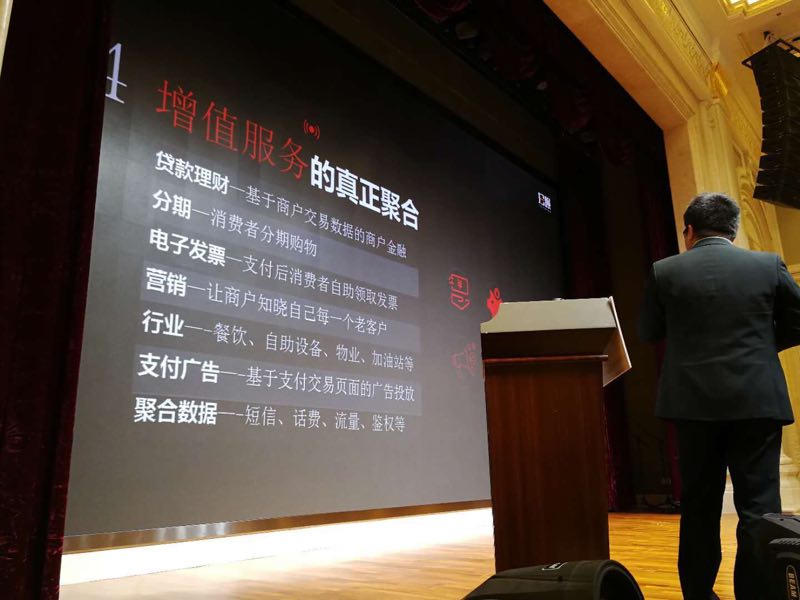 4
增值服务的真正聚合
贷款理财—基于商户交易数据的商户金融
分期—消费者分期购物
电子发票—支付后消费者自助领取发票
营销—让商户知晓自己每一个老客户
行业—-餐饮、自助设备、物业、加油站等
支付广告—基于支付交易页面的广告投放
聚合数据—-短信、话费、流量、鉴权等
BEAM